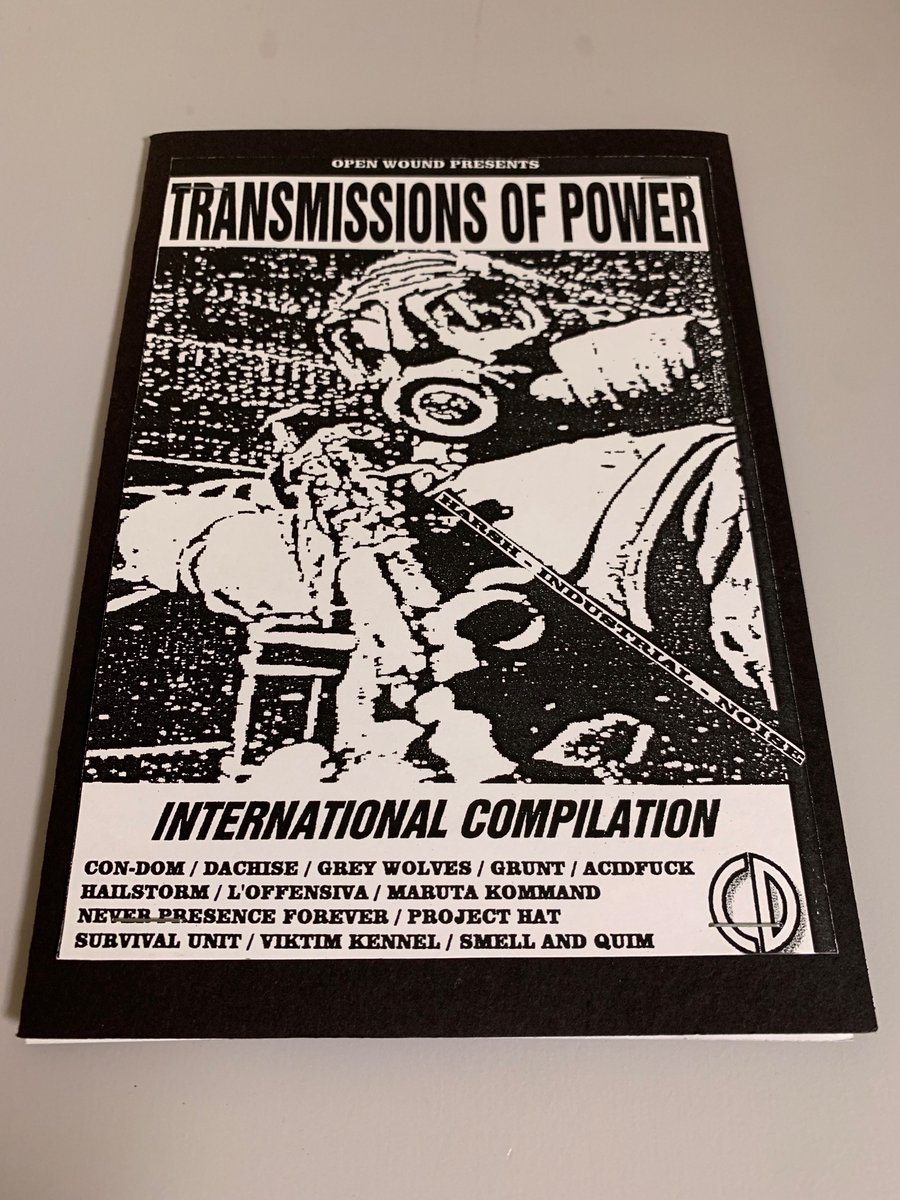 OPEN WOUND PRESENTS
TRANSMISSIONS OF POWER
HARSH - INDUSTRIAL - NOISE
INTERNATIONAL COMPILATION
CON-DOM / DACHISE / GREY WOLVES / GRUNT / ACIDFUCK
HAILSTORM / L'OFFENSIVA / MARUTA KOMMAND
NEVER PRESENCE FOREVER / PROJECT HAT
SURVIVAL UNIT / VIKTIM KENNEL / SMELL AND QUIM
CD